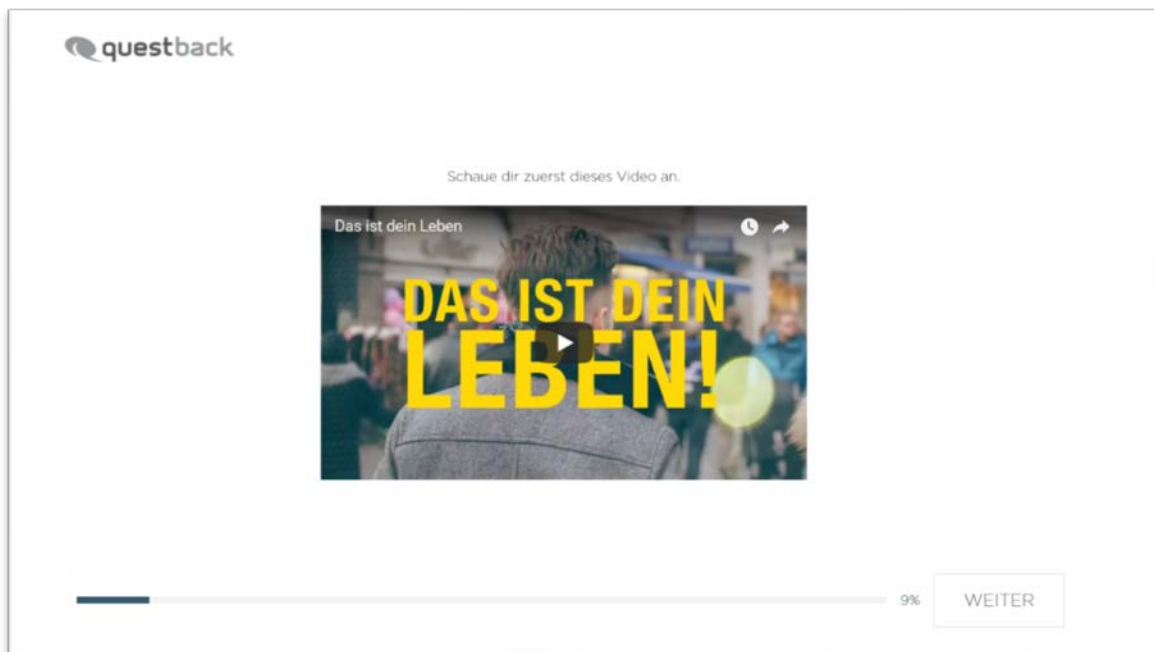 questback
Schaue dir zuerst dieses Video an.
Das ist dein Leben
DAS IST DEIN
LEBEN!
9%
WEITER